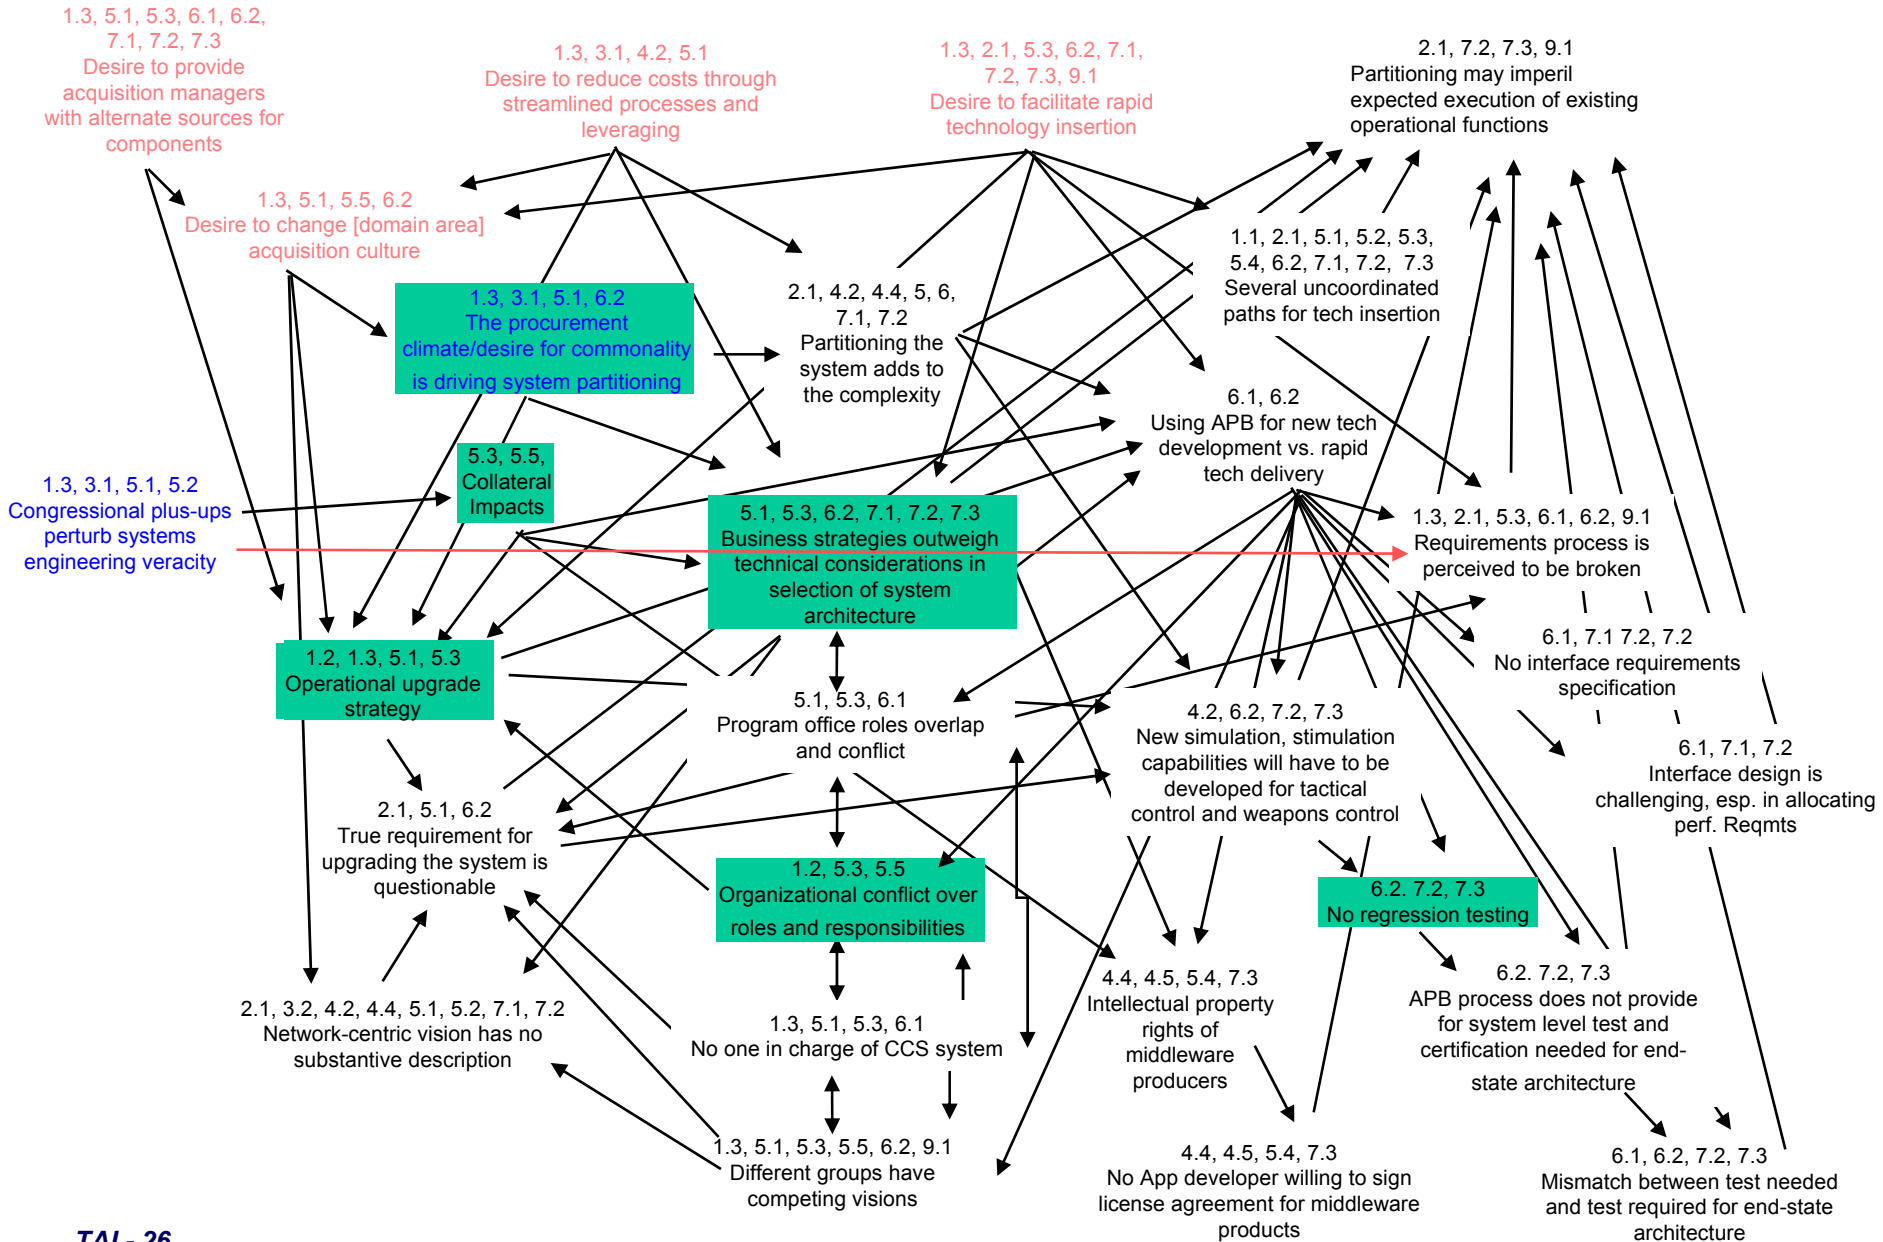 1.3, 5.1, 5.3, 6.1, 6.2,
7.1, 7.2, 7.3
Desire to provide
acquisition managers
with alternate sources for
components
1.3, 3.1, 4.2, 5.1
Desire to reduce costs through
streamlined processes and
leveraging
1.3, 2.1, 5.3, 6.2, 7.1,
7.2, 7.3, 9.1
Desire to facilitate rapid
technology insertion
2.1, 7.2, 7.3, 9.1
Partitioning may imperil
expected execution of existing
operational functions
1.3, 5.1, 5.5, 6.2
Desire to change [domain area]
acquisition culture
1.1, 2.1, 5.1, 5.2, 5.3,
5.4, 6.2, 7.1, 7.2, 7.3
Several uncoordinated
paths for tech insertion
1.3, 3.1, 5.1, 6.2
The procurement
climate/desire for commonality
is driving system partitioning
2.1, 4.2, 4.4, 5, 6,
7.1, 7.2
Partitioning the
system adds to
the complexity
6.1, 6.2
Using APB for new tech
development vs. rapid
tech delivery
5.3, 5.5,
Collateral
Impacts
1.3, 3.1, 5.1, 5.2
Congressional plus-ups
perturb systems
engineering veracity
5.1, 5.3, 6.2, 7.1, 7.2, 7.3
Business strategies outweigh
technical considerations in
selection of system
architecture
1.3, 2.1, 5.3, 6.1, 6.2, 9.1
Requirements process is
perceived to be broken
1.2, 1.3, 5.1, 5.3
Operational upgrade
strategy
6.1, 7.1 7.2, 7.2
No interface requirements
specification
5.1, 5.3, 6.1
Program office roles overlap
and conflict
4.2, 6.2, 7.2, 7.3
New simulation, stimulation
capabilities will have to be
developed for tactical
control and weapons control
6.1, 7.1, 7.2
Interface design is
challenging, esp. in allocating
perf. Reqmts
2.1, 5.1, 6.2
True requirement for
upgrading the system is
questionable
1.2, 5.3, 5.5
Organizational conflict over
roles and responsibilities
6.2. 7.2, 7.3
No regression testing
2.1, 3.2, 4.2, 4.4, 5.1, 5.2, 7.1, 7.2
Network-centric vision has no
substantive description
1.3, 5.1, 5.3, 6.1
No one in charge of CCS system
4.4, 4.5, 5.4, 7.3
Intellectual property
rights of
middleware
producers
6.2. 7.2, 7.3
APB process does not provide
for system level test and
certification needed for end-
state architecture
1.3, 5.1, 5.3, 5.5, 6.2, 9.1
Different groups have
competing visions
4.4, 4.5, 5.4, 7.3
No App developer willing to sign
license agreement for middleware
products
6.1, 6.2, 7.2, 7.3
Mismatch between test needed
and test required for end-state
architecture
TAI - 26